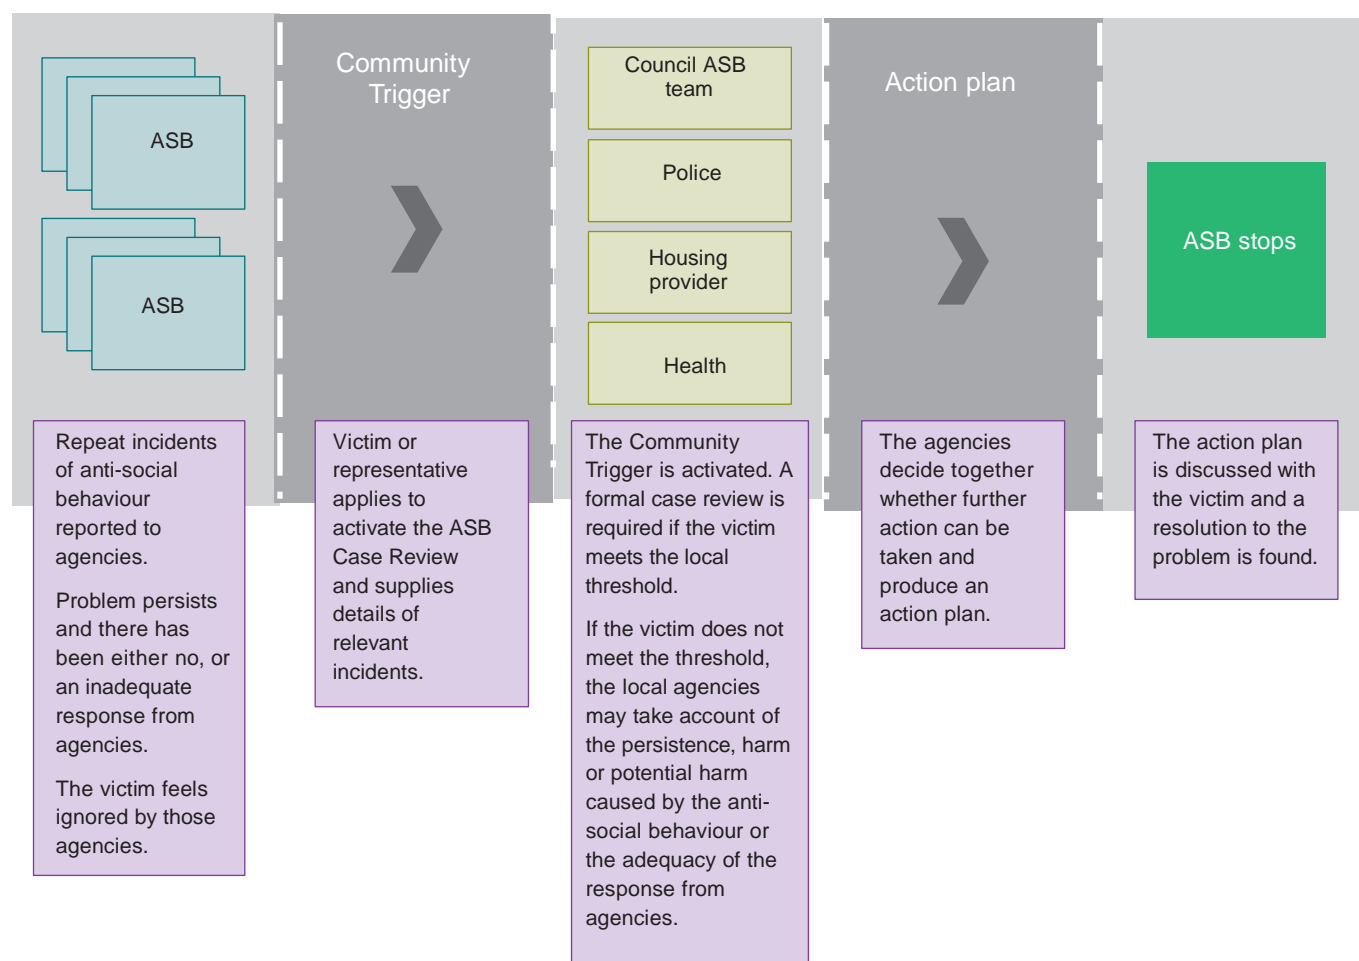 ASB
ASB
Community
Trigger
Council ASB
team
Police
Housing
provider
Health
Action plan
ASB stops
Repeat incidents
of anti-social
behaviour
reported to
agencies.
Problem persists
and there has
been either no, or
an inadequate
response from
agencies.
The victim feels
ignored by those
agencies.
Victim or
representative
applies to
activate the ASB
Case Review
and supplies
details of
relevant
incidents.
The Community
Trigger is activated. A
formal case review is
required if the victim
meets the local
threshold.
If the victim does not
meet the threshold,
the local agencies
may take account of
the persistence, harm
or potential harm
caused by the anti-
social behaviour or
the adequacy of the
response from
agencies.
The agencies
decide together
whether further
action can be
taken and
produce an
action plan.
The action plan
is discussed with
the victim and a
resolution to the
problem is found.